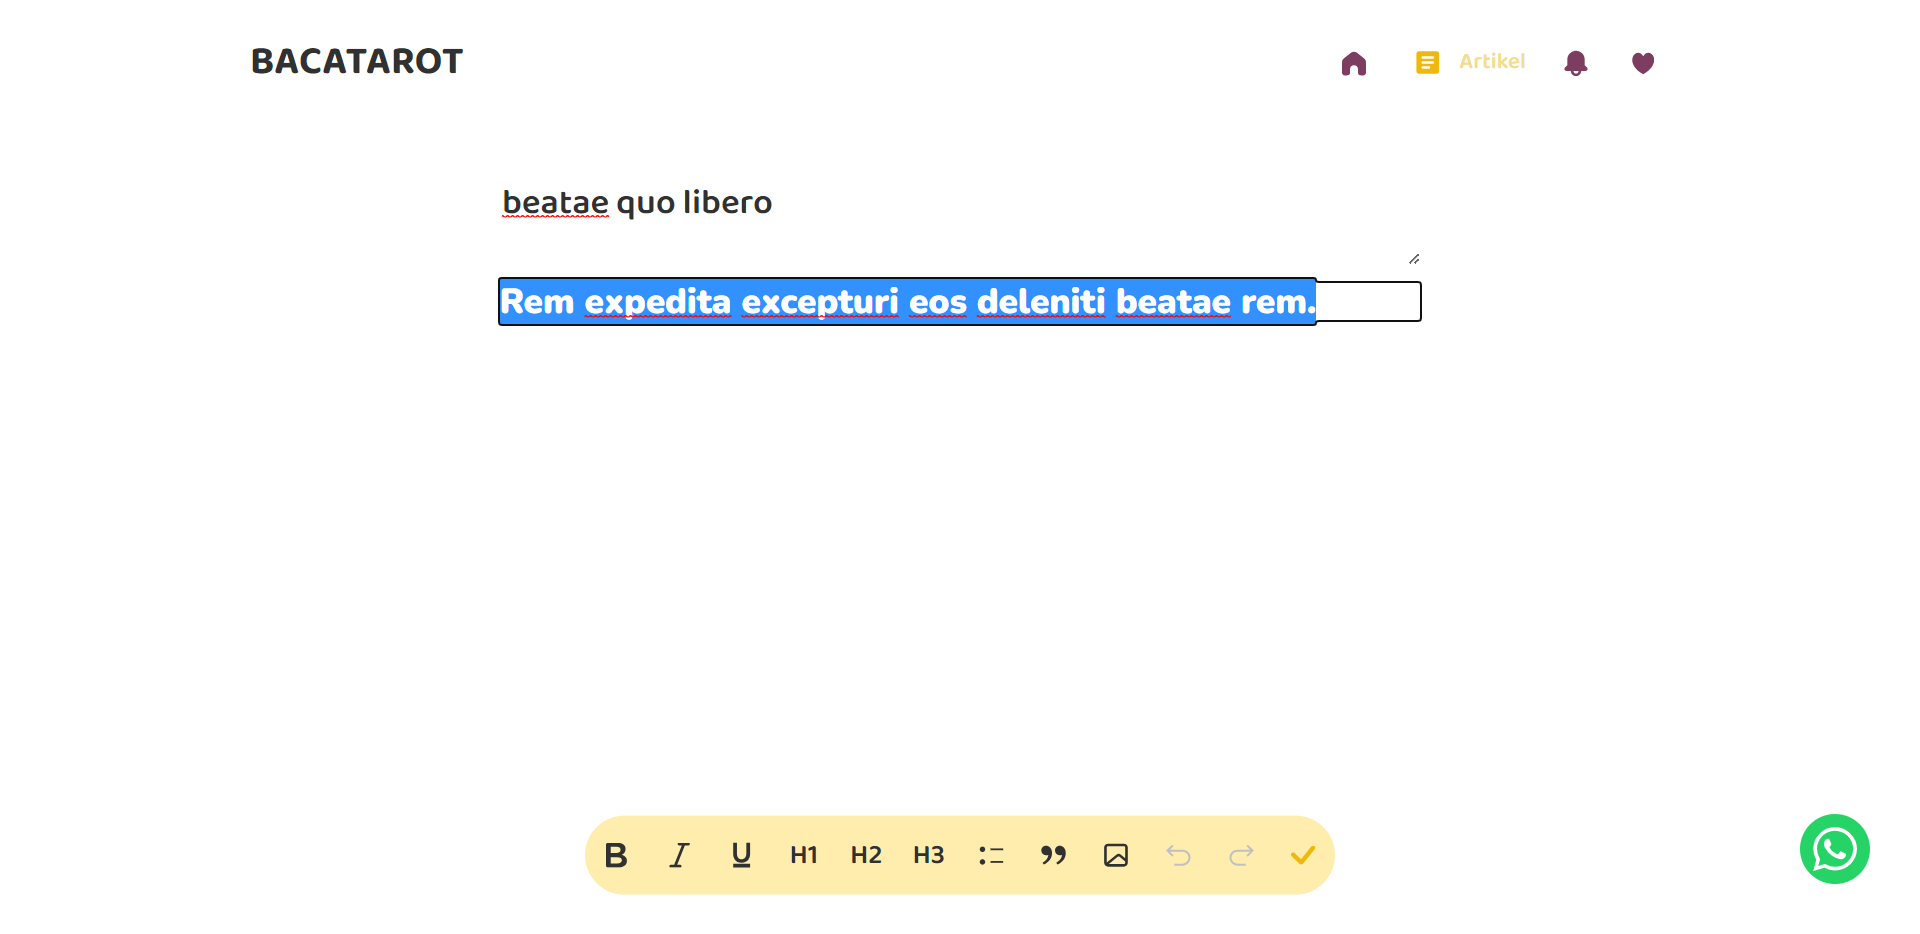 BACATAROT
Artikel
beatae quo libero
Rem expedita excepturi eos deleniti beatae rem.
B I U H1 H2 H3